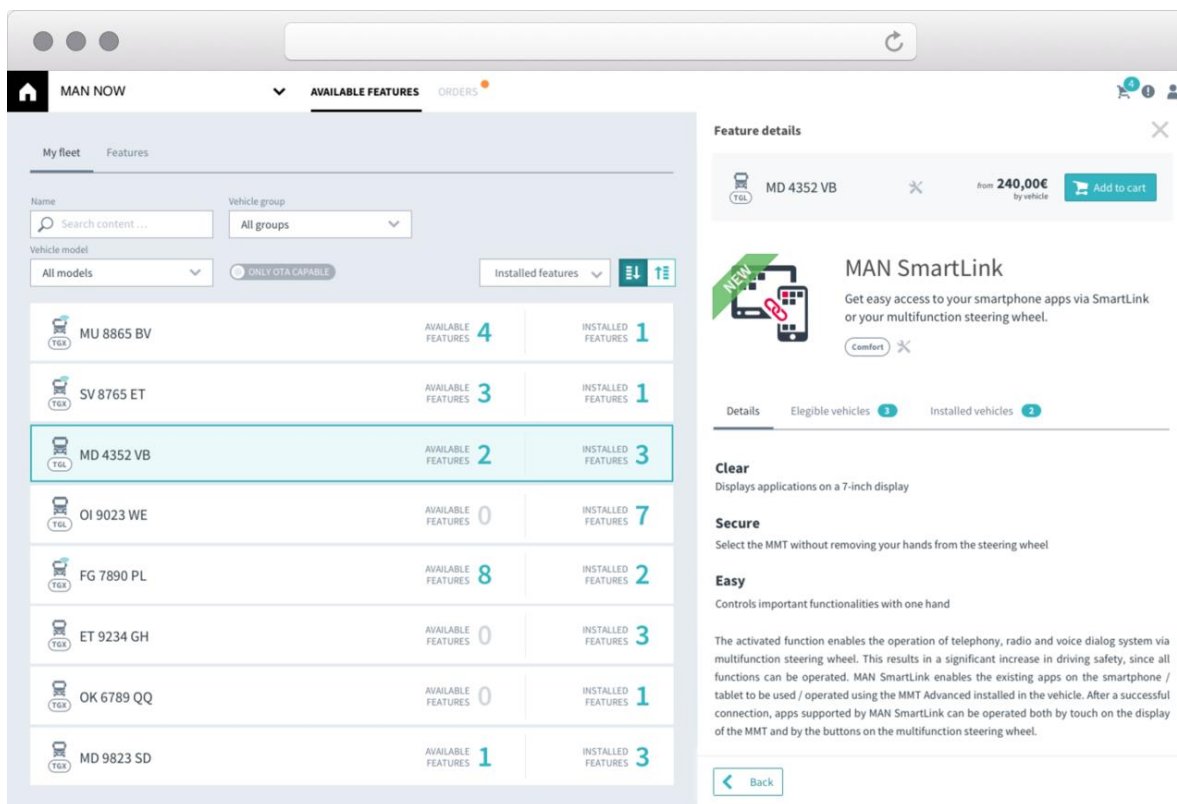 MAN NOW
AVAILABLE FEATURES
ORDERS
4
My fleet
Features
Name
Search content ...
Vehicle group
All groups
Vehicle model
All models
ONLY OTA CAPABLE
Installed features
TGX
MU 8865 BV
AVAILABLE
FEATURES 4
INSTALLED
FEATURES 1
TGX
SV 8765 ET
AVAILABLE
FEATURES 3
INSTALLED
FEATURES 1
TGL
MD 4352 VB
AVAILABLE
FEATURES 2
INSTALLED
FEATURES 3
TGL
OI 9023 WE
AVAILABLE
FEATURES 0
INSTALLED
FEATURES 7
TGX
FG 7890 PL
AVAILABLE
FEATURES 8
INSTALLED
FEATURES 2
TGX
ET 9234 GH
AVAILABLE
FEATURES 0
INSTALLED
FEATURES 3
TGX
OK 6789 QQ
AVAILABLE
FEATURES 0
INSTALLED
FEATURES 1
TGX
MD 9823 SD
AVAILABLE
FEATURES 1
INSTALLED
FEATURES 3
Feature details
TGL
MD 4352 VB
from 240,00€
by vehicle
Add to cart
NEW
MAN SmartLink
Get easy access to your smartphone apps via SmartLink
or your multifunction steering wheel.
Comfort
Details
Elegible vehicles 3
Installed vehicles 2
Clear
Displays applications on a 7-inch display
Secure
Select the MMT without removing your hands from the steering wheel
Easy
Controls important functionalities with one hand
The activated function enables the operation of telephony, radio and voice dialog system via
multifunction steering wheel. This results in a significant increase in driving safety, since all
functions can be operated. MAN SmartLink enables the existing apps on the smartphone /
tablet to be used / operated using the MMT Advanced installed in the vehicle. After a successful
connection, apps supported by MAN SmartLink can be operated both by touch on the display
of the MMT and by the buttons on the multifunction steering wheel.
Back